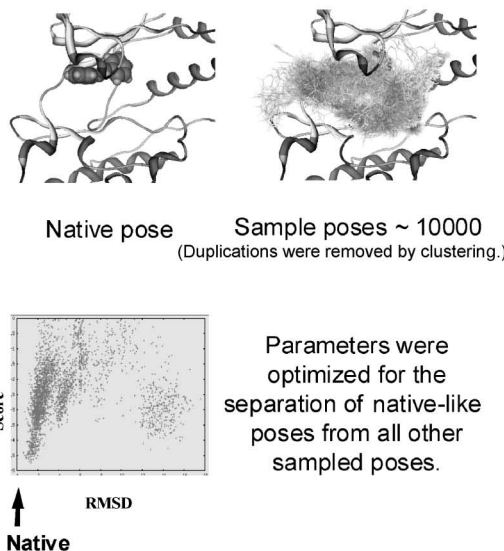 Native pose
Sample poses ~ 10000
(Duplications were removed by clustering.)
Parameters were
optimized for the
separation of native-like
poses from all other
sampled poses.
Score
RMSD
Native